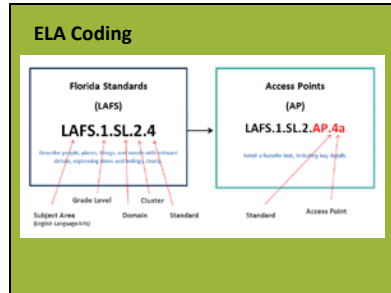 ELA Coding
Florida Standards
(LAFS)
LAFS.1.SL.2.4
Describe people, places, things, and events with relevant
details, expressing ideas and feelings clearly.
Access Points
(AP)
LAFS.1.SL.2.AP.4a
Retell a favorite text, including key details.
Grade Level
Cluster
Subject Area
(English Language Arts)
Domain
Standard
Standard
Access Point